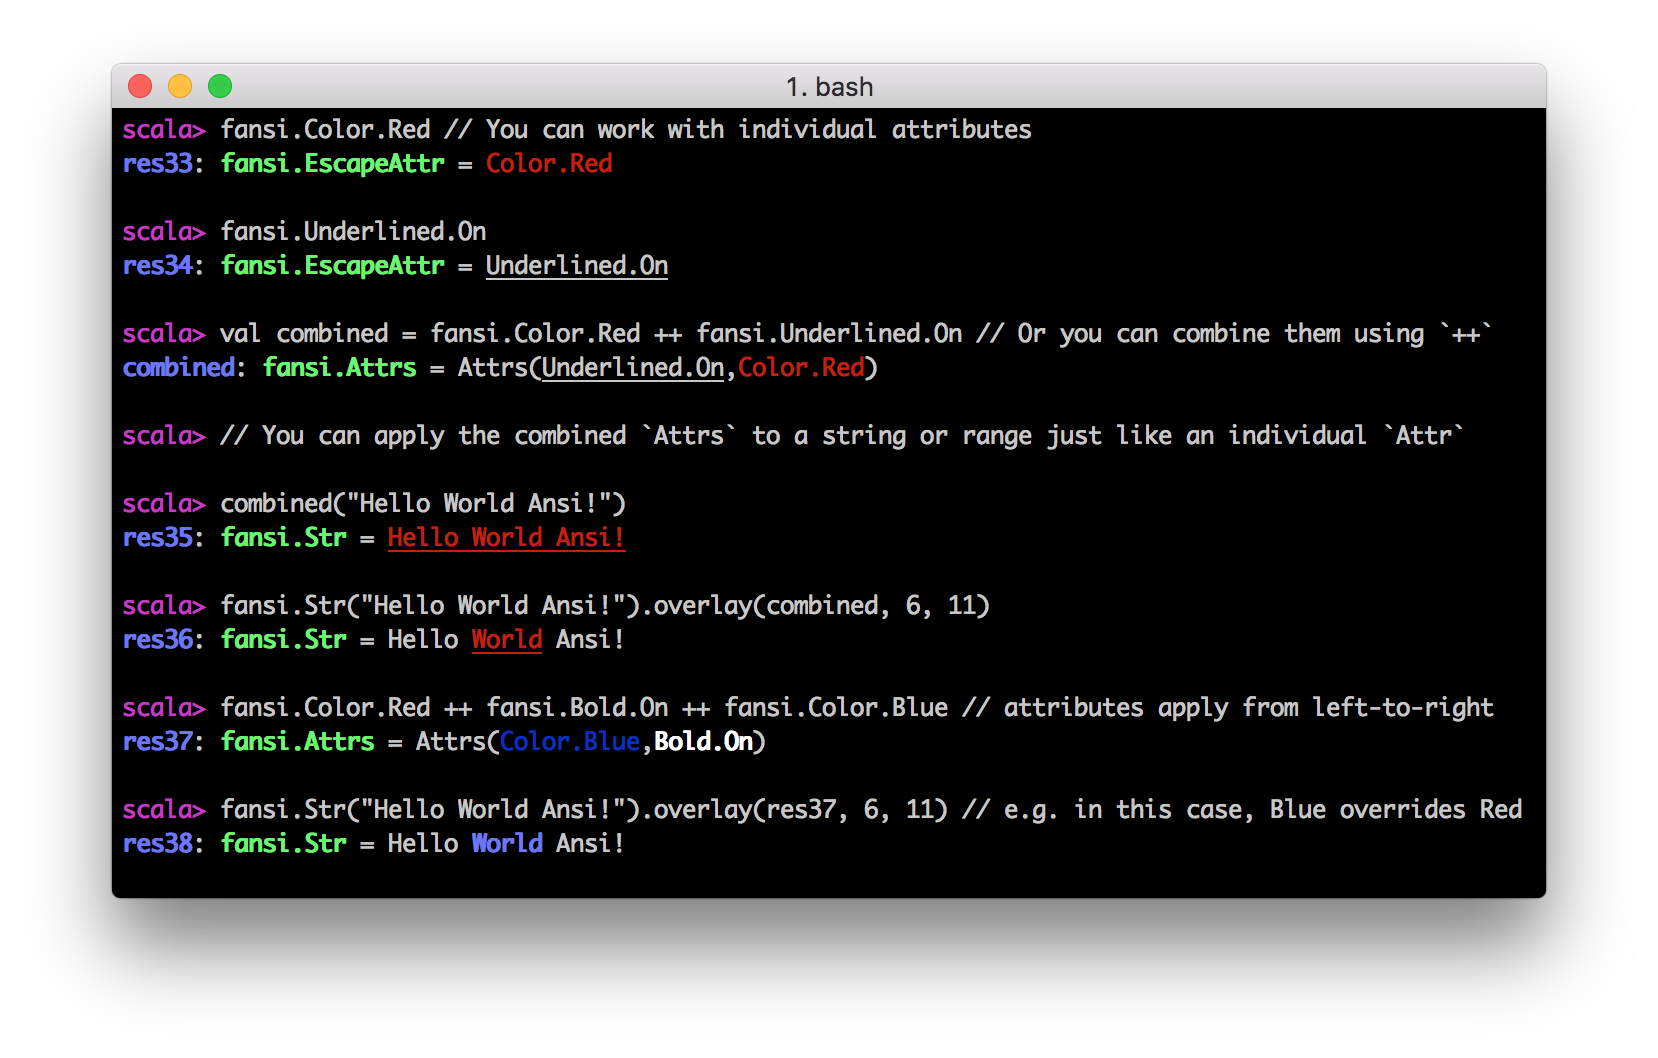 1. bash
scala> fansi.Color.Red // You can work with individual attributes
res33: fansi.EscapeAttr = Color.Red
scala> fansi.Underlined.On
res34: fansi.EscapeAttr = Underlined.On
scala> val combined = fansi.Color.Red ++ fansi.Underlined.On // Or you can combine them using `++`
combined: fansi.Attrs = Attrs(Underlined.On,Color.Red)
scala> // You can apply the combined `Attrs` to a string or range just like an individual `Attr`
scala> combined("Hello World Ansi!")
res35: fansi.Str = Hello World Ansi!
scala> fansi.Str("Hello World Ansi!").overlay(combined, 6, 11)
res36: fansi.Str = Hello World Ansi!
scala> fansi.Color.Red ++ fansi.Bold.On ++ fansi.Color.Blue // attributes apply from left-to-right
res37: fansi.Attrs = Attrs(Color.Blue,Bold.On)
scala> fansi.Str("Hello World Ansi!").overlay(res37, 6, 11) // e.g. in this case, Blue overrides Red
res38: fansi.Str = Hello World Ansi!